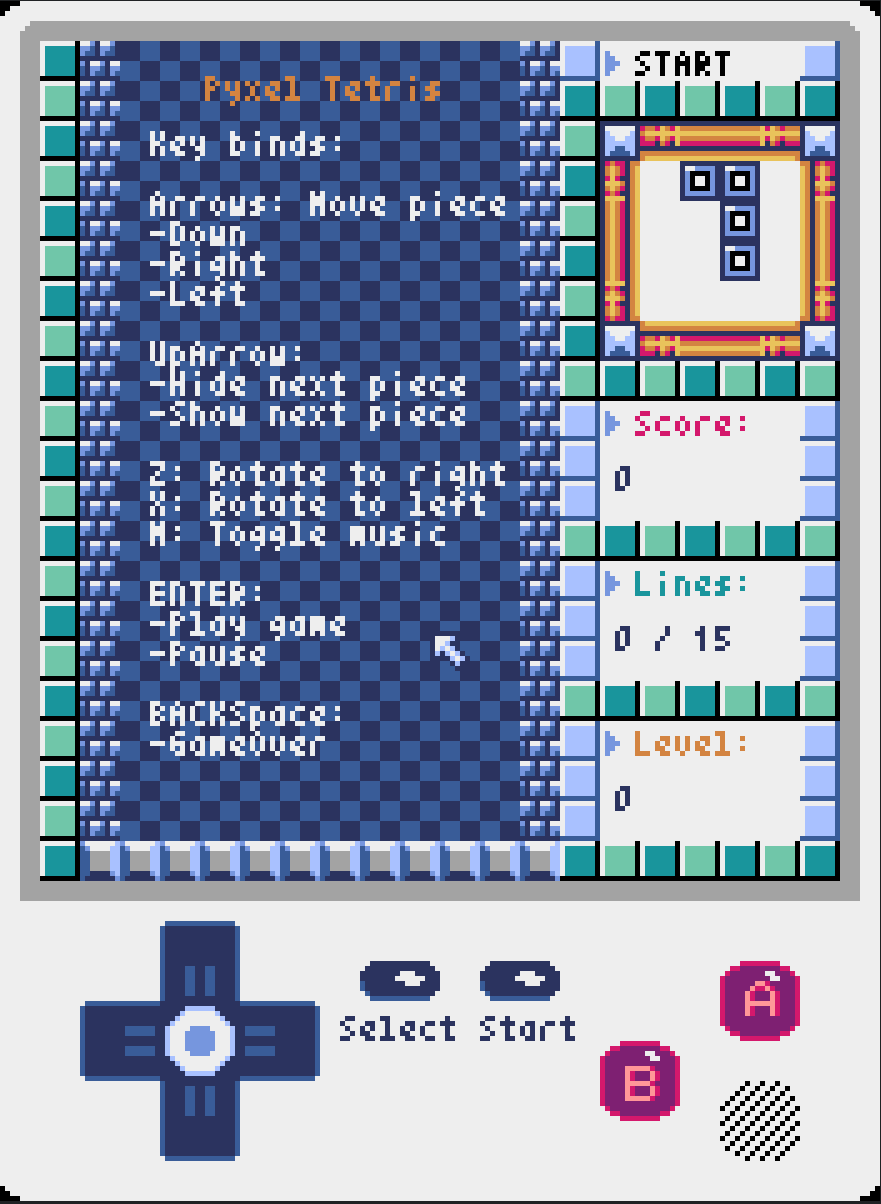 Pyxel Tetris
Key binds:
Arrows: Move piece
-Down
-Right
-Left
UpArrow:
-Hide next piece
-Show next piece
Z: Rotate to right
X: Rotate to left
M: Toggle music
ENTER:
-Play game
-Pause
BACKSpace:
-GameOver
START
Score:
0
Lines:
0 / 15
Level:
0
Select Start
A
B